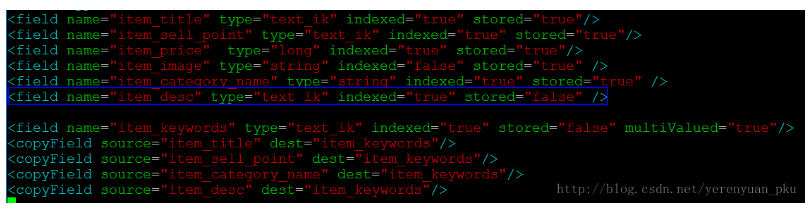 <field name="item_title" type="text_ik" indexed="true" stored="true"/>
<field name="item_sell_point" type="text_ik" indexed="true" stored="true"/>
<field name="item_price"  type="long" indexed="true" stored="true"/>
<field name="item_image" type="string" indexed="false" stored="true" />
<field name="item_category_name" type="string" indexed="true" stored="true" />
<field name="item_desc" type="text_ik" indexed="true" stored="false" />
<field name="item_keywords" type="text_ik" indexed="true" stored="false" multiValued="true"/>
<copyField source="item_title" dest="item_keywords"/>
<copyField source="item_sell_point" dest="item_keywords"/>
<copyField source="item_category_name" dest="item_keywords"/>
<copyField source="item_desc" dest="item_keywords"/>
http://blog.csdn.net/yerenyuan_pku